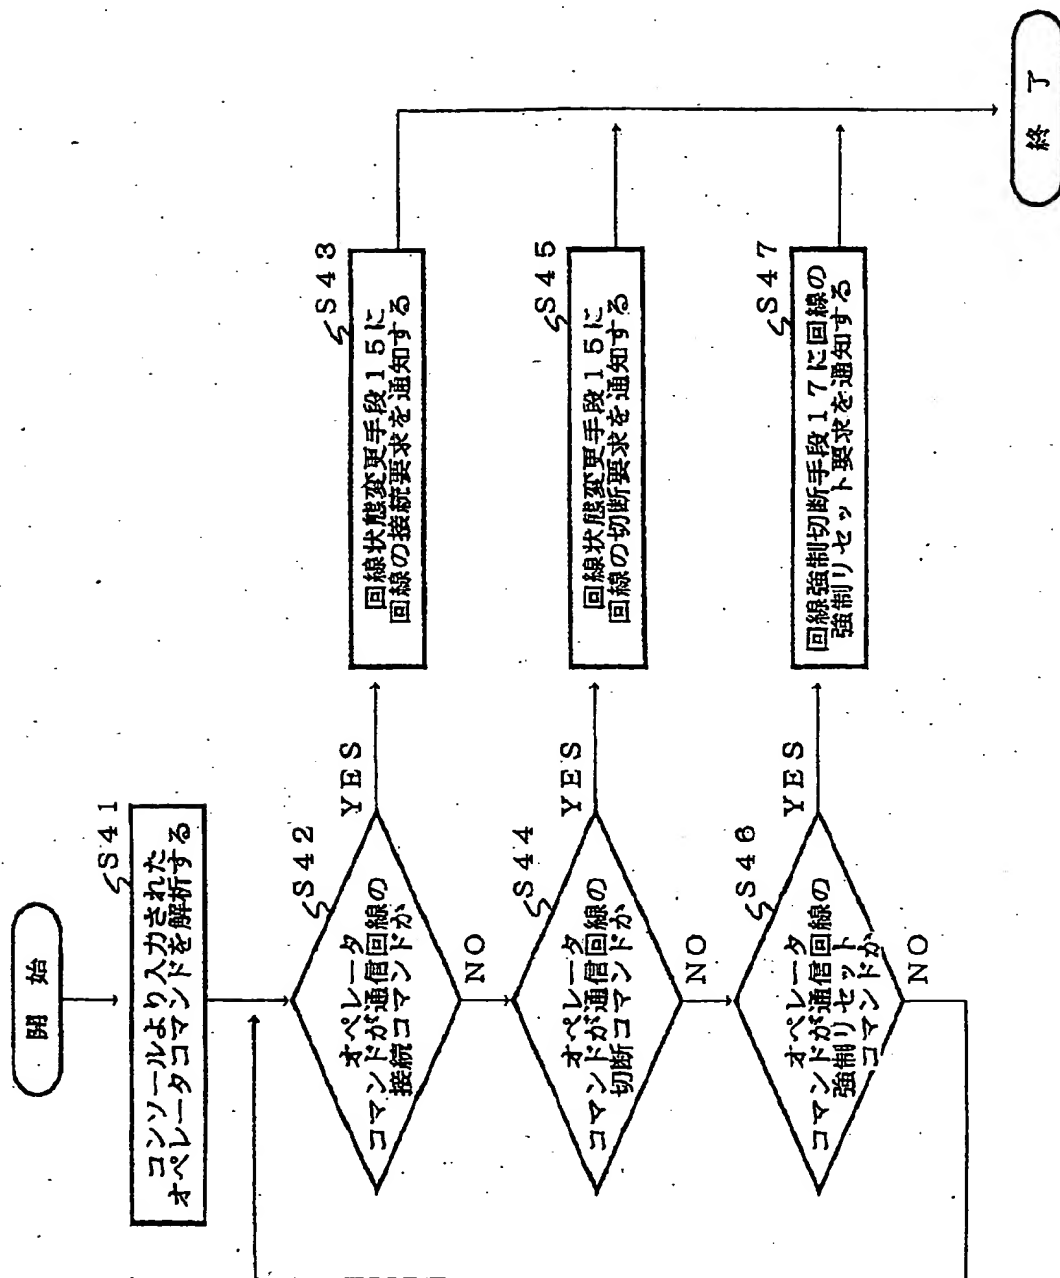 開始
S41
コンソールより入力された
オペレータコマンドを解析する
S42
オペレータ
コマンドが通信回線の
接続コマンドか
YES
NO
S43
回線状態変更手段15に
回線の接続要求を通知する
S44
オペレータ
コマンドが通信回線の
切断コマンドか
YES
NO
S45
回線状態変更手段15に
回線の切断要求を通知する
S46
オペレータ
コマンドが通信回線の
強制リセット
コマンドか
YES
NO
S47
回線強制切断手段17に回線の
強制リセット要求を通知する
終了